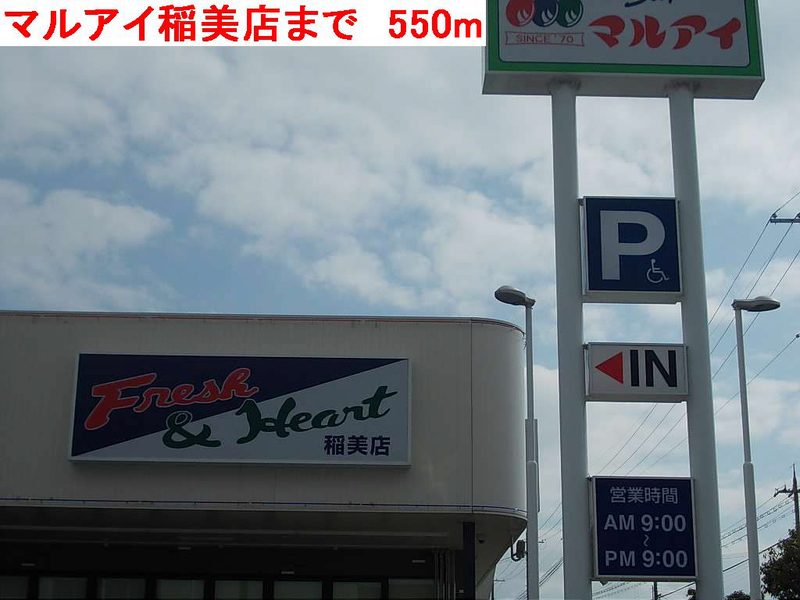 マルアイ稲美店まで 550m
SINCE '70
マルアイ
P
IN
Fresh
& Heart
稲美店
営業時間
AM 9:00
~
PM 9:00